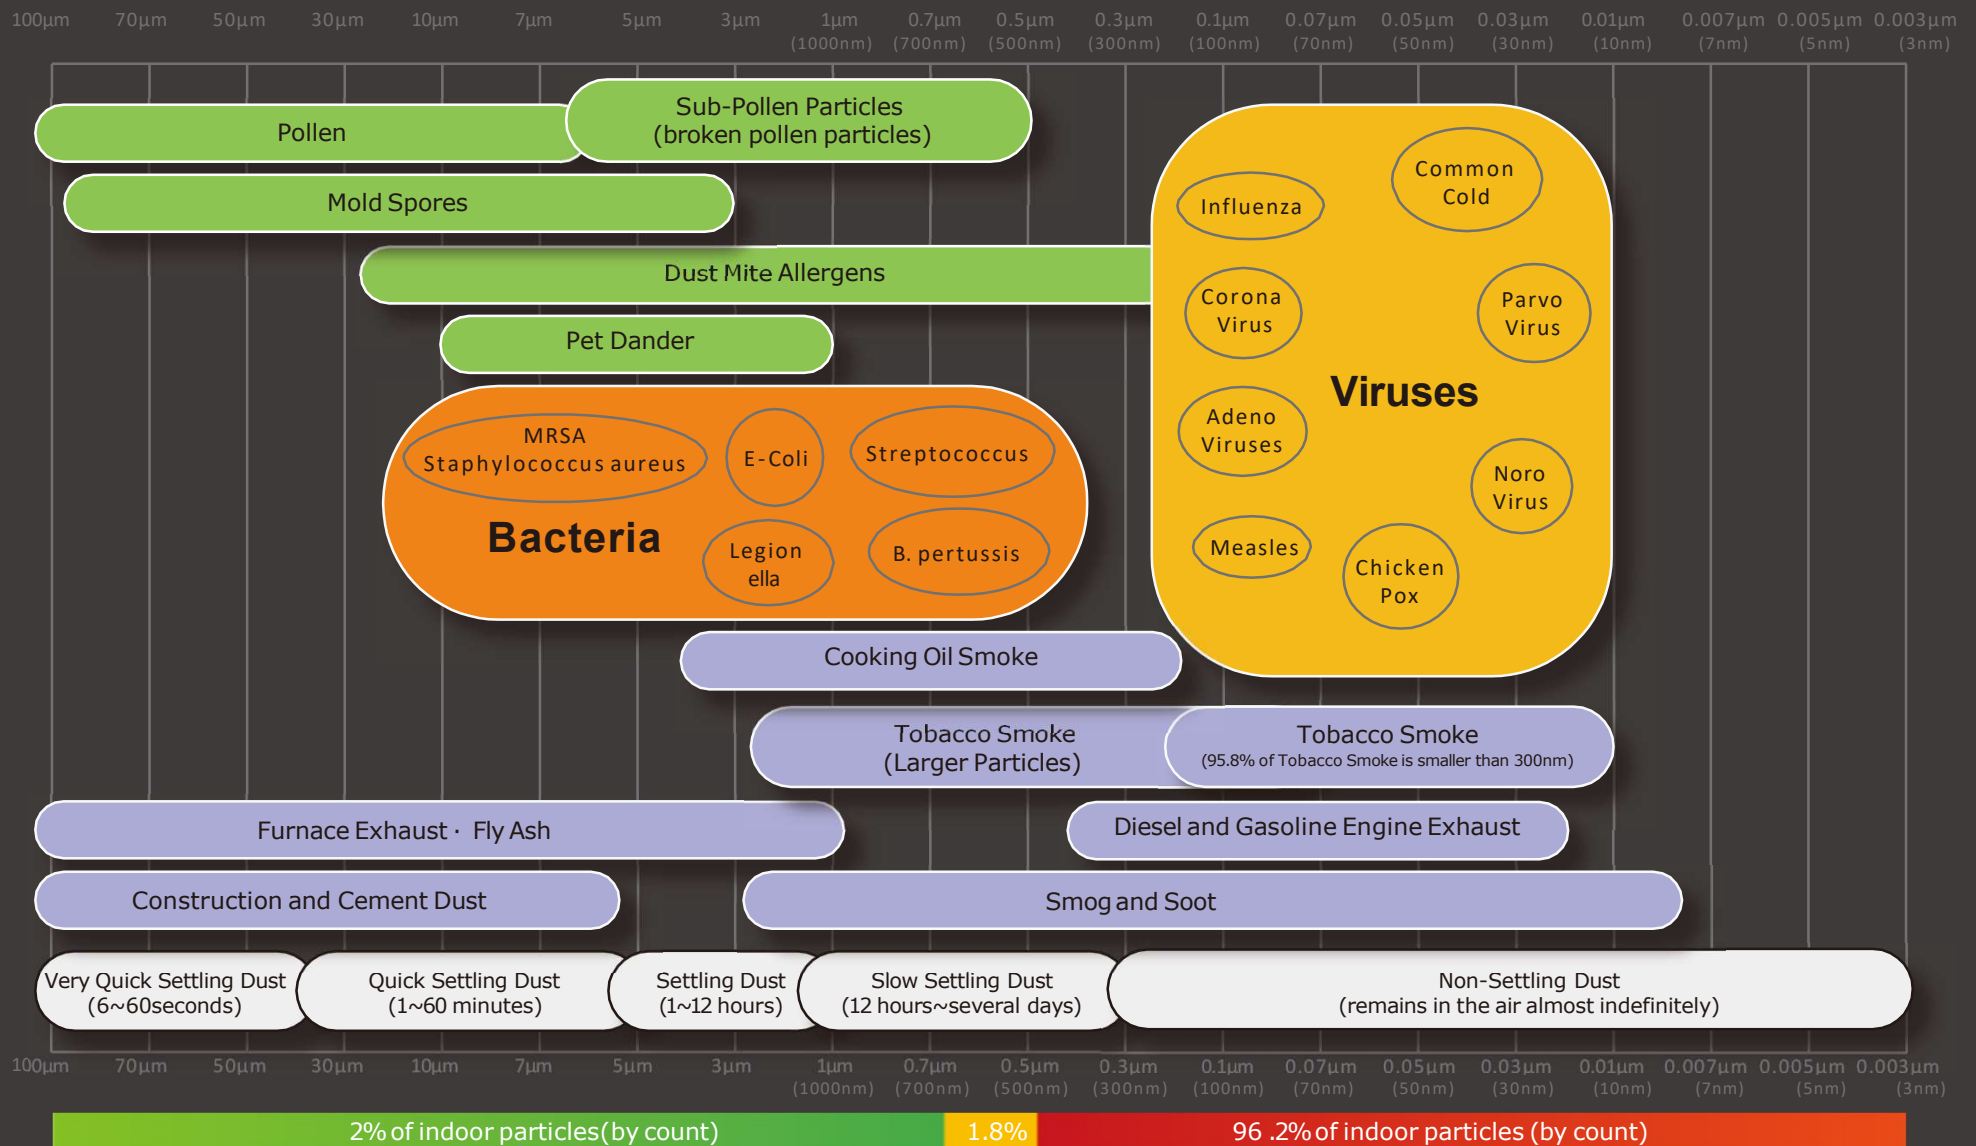 100µm 70µm 50µm 30µm 10µm 7µm 5µm 3µm 1µm 0.7µm 0.5µm 0.3µm 0.1µm 0.07µm 0.05µm 0.03µm 0.01µm 0.007µm 0.005µm 0.003µm
(1000nm) (700nm) (500nm) (300nm) (100nm) (70nm) (50nm) (30nm) (10nm) (7nm) (5nm) (3nm)
Pollen
Sub-Pollen Particles
(broken pollen particles)
Mold Spores
Dust Mite Allergens
Pet Dander
MRSA
Staphylococcus aureus
E-Coli
Streptococcus
Bacteria
Legion
ella
B. pertussis
Influenza
Common
Cold
Corona
Virus
Parvo
Virus
Viruses
Adeno
Viruses
Noro
Virus
Measles
Chicken
Pox
Cooking Oil Smoke
Tobacco Smoke
(Larger Particles)
Tobacco Smoke
(95.8% of Tobacco Smoke is smaller than 300nm)
Furnace Exhaust · Fly Ash
Diesel and Gasoline Engine Exhaust
Construction and Cement Dust
Smog and Soot
Very Quick Settling Dust
(6~60seconds)
Quick Settling Dust
(1~60 minutes)
Settling Dust
(1~12 hours)
Slow Settling Dust
(12 hours~several days)
Non-Settling Dust
(remains in the air almost indefinitely)
100µm 70µm 50µm 30µm 10µm 7µm 5µm 3µm 1µm 0.7µm 0.5µm 0.3µm 0.1µm 0.07µm 0.05µm 0.03µm 0.01µm 0.007µm 0.005µm 0.003µm
(1000nm) (700nm) (500nm) (300nm) (100nm) (70nm) (50nm) (30nm) (10nm) (7nm) (5nm) (3nm)
2% of indoor particles(by count) 1.8% 96 .2% of indoor particles (by count)